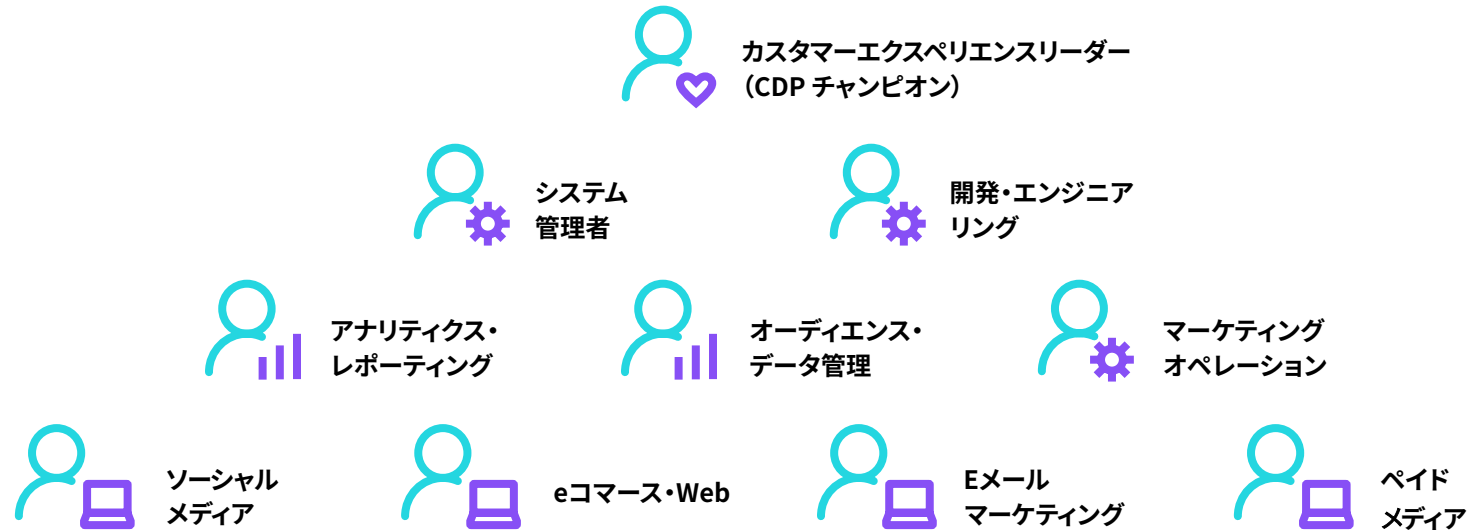 カスタマーエクスペリエンスリーダー
（CDP チャンピオン）
システム
管理者
開発・エンジニア
リング
アナリティクス・
レポーティング
オーディエンス・
データ管理
マーケティング
オペレーション
ソーシャル
メディア
eコマース・Web
Eメール
マーケティング
ペイド
メディア